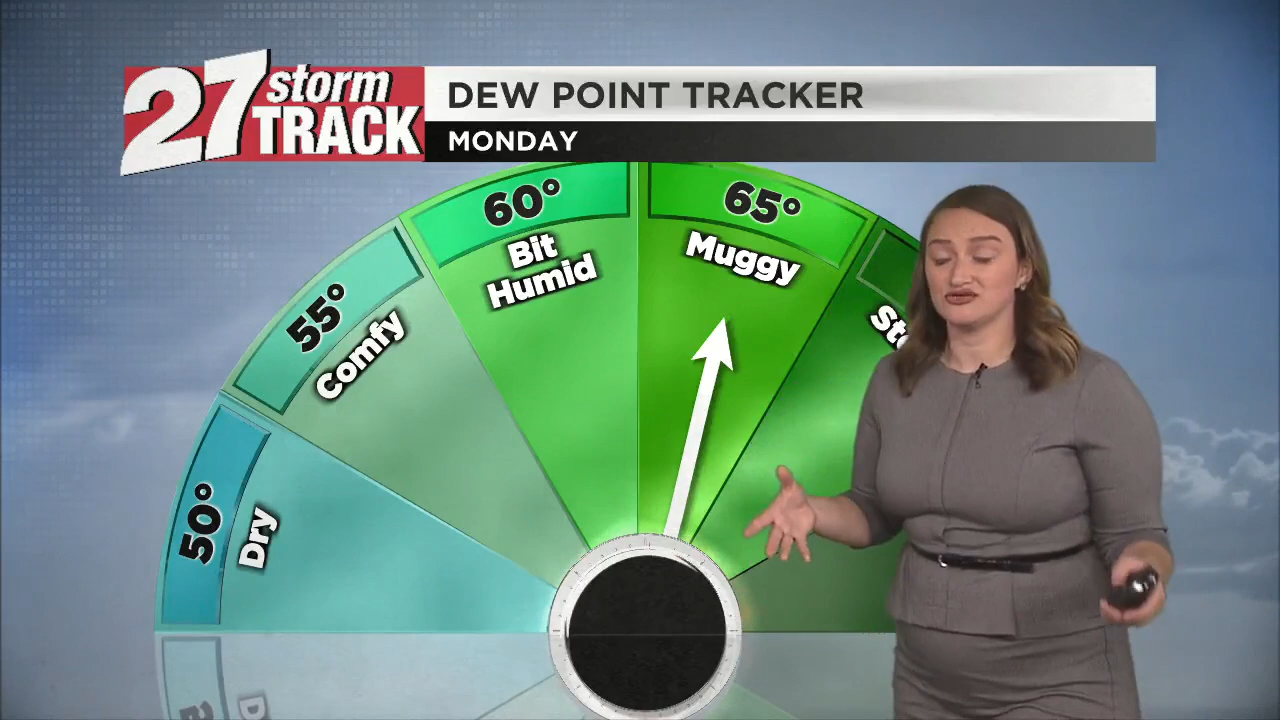 27 storm TRACK
DEW POINT TRACKER
MONDAY
60°
Bit
Humid
65°
Muggy
55°
Comfy
50°
Dry